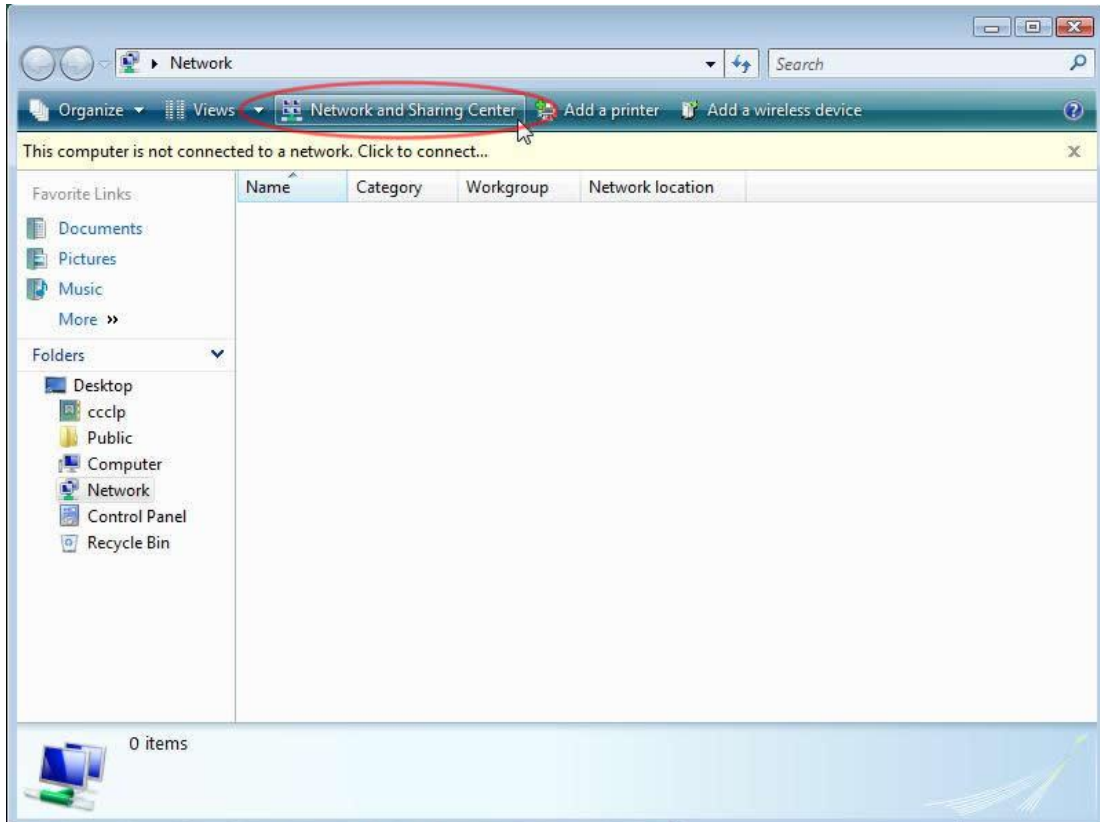 Network
Search
Organize Views Network and Sharing Center Add a printer Add a wireless device
This computer is not connected to a network. Click to connect...
Favorite Links
Documents
Pictures
Music
More »
Folders
Desktop
ccclp
Public
Computer
Network
Control Panel
Recycle Bin
Name Category Workgroup Network location
0 items